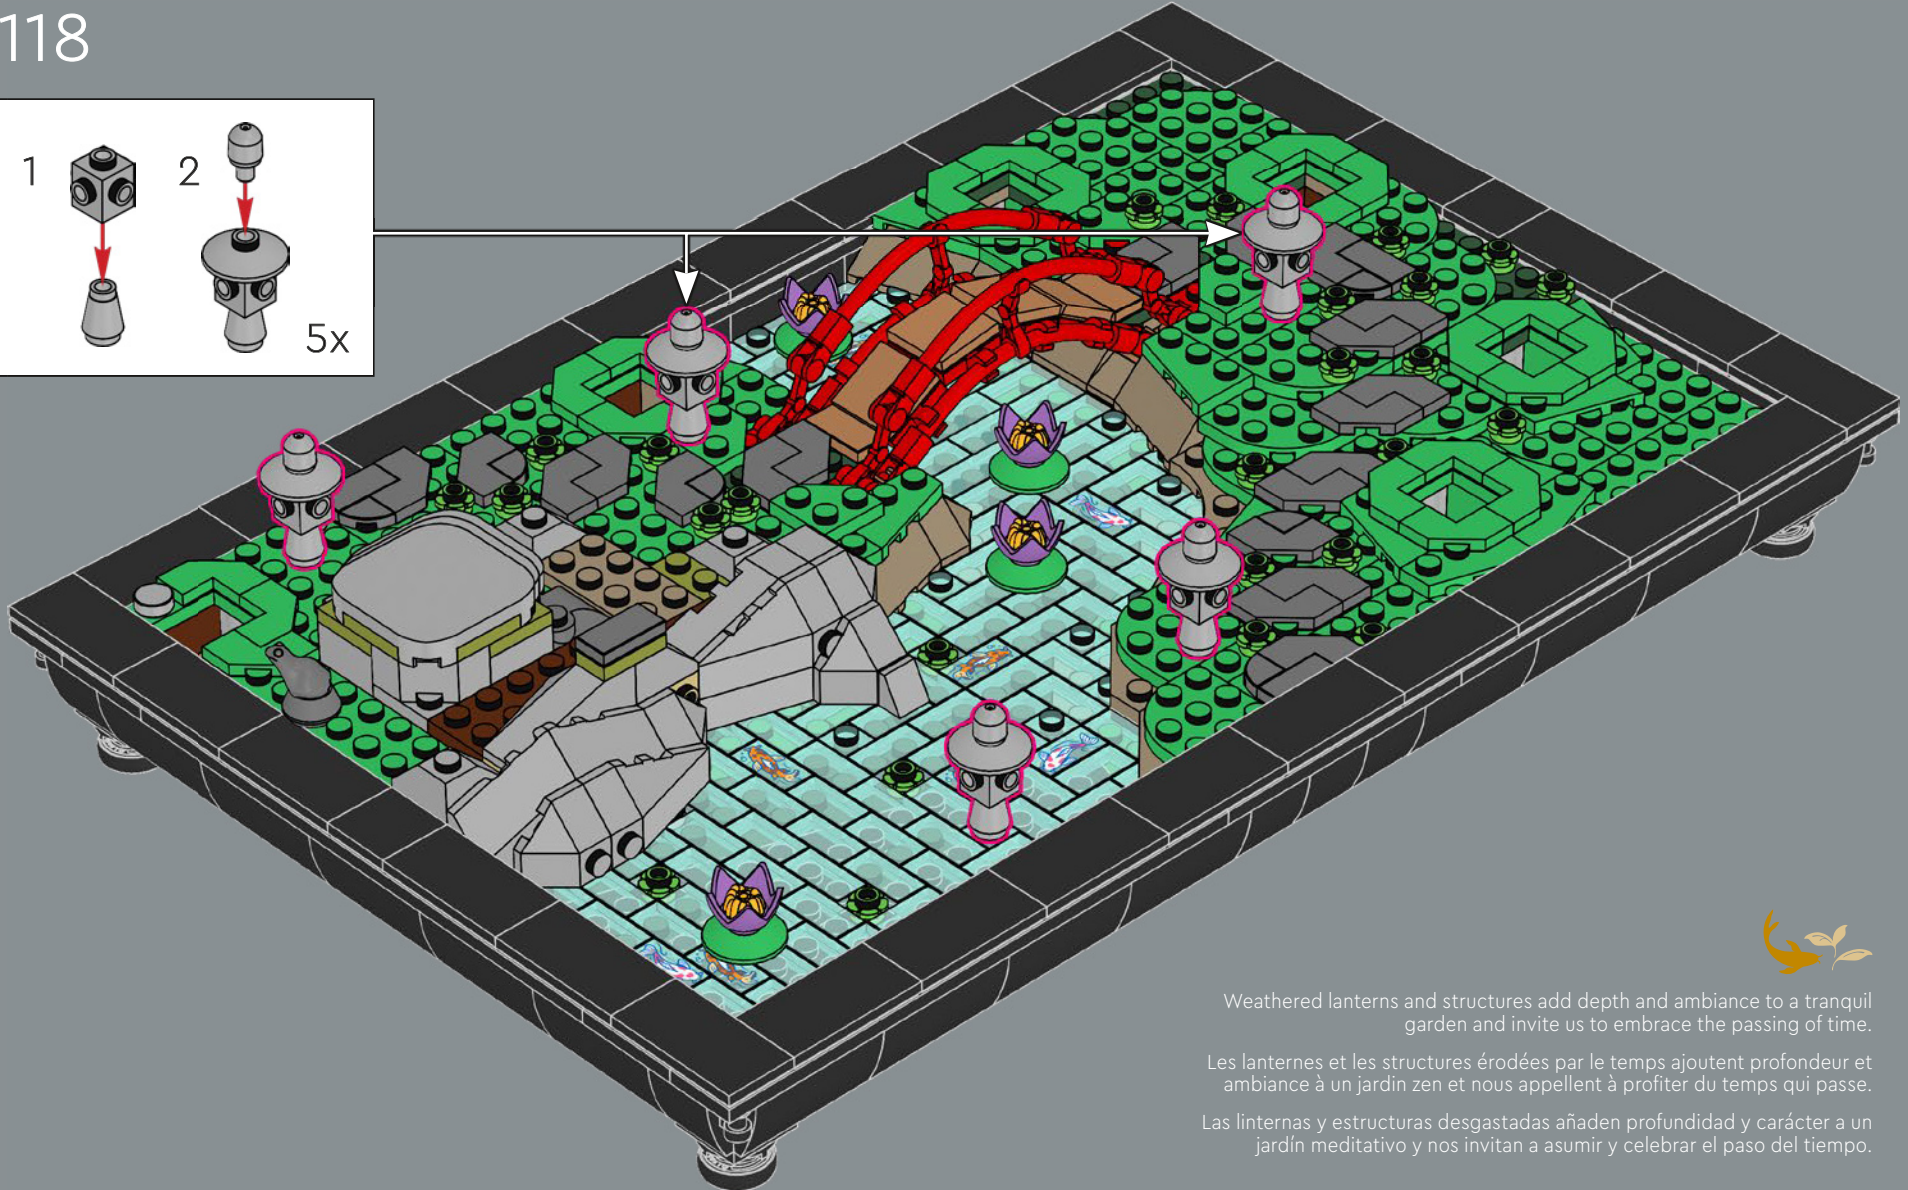 118
1
2
5x
Weathered lanterns and structures add depth and ambiance to a tranquil
garden and invite us to embrace the passing of time.
Les lanternes et les structures érodées par le temps ajoutent profondeur et
ambiance à un jardin zen et nous appellent à profiter du temps qui passe.
Las linternas y estructuras desgastadas añaden profundidad y carácter a un
jardín meditativo y nos invitan a asumir y celebrar el paso del tiempo.